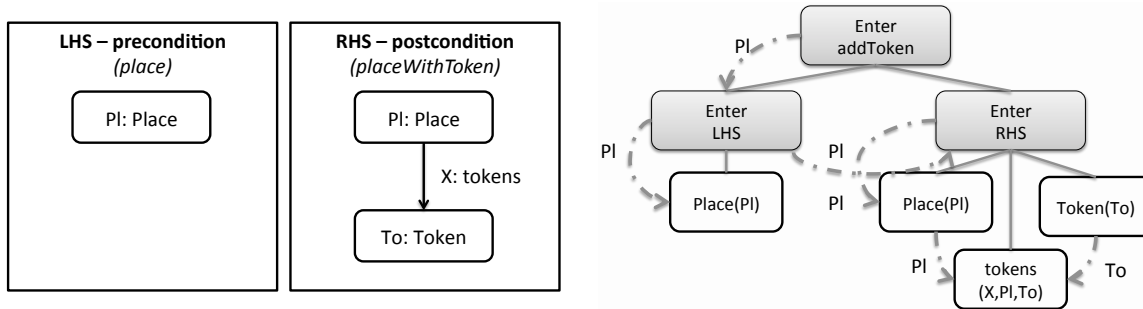 LHS – precondition
(place)
Pl: Place
RHS – postcondition
(placeWithToken)
Pl: Place
X: tokens
To: Token
Enter
addToken
Pl
Enter
LHS
Enter
RHS
Pl
Pl
Pl
Place(Pl)
Place(Pl)
Token(To)
Pl
tokens
(X,Pl,To)
To